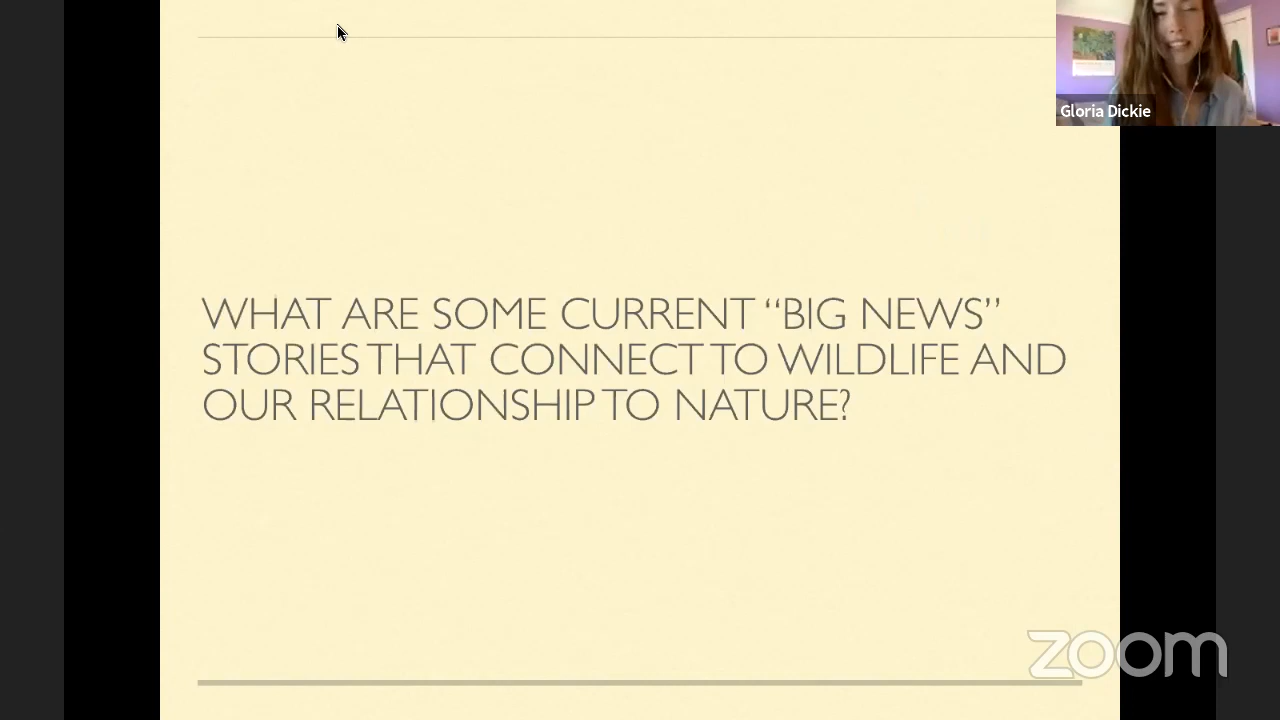 Gloria Dickie
WHAT ARE SOME CURRENT “BIG NEWS”
STORIES THAT CONNECT TO WILDLIFE AND
OUR RELATIONSHIP TO NATURE?
zoom